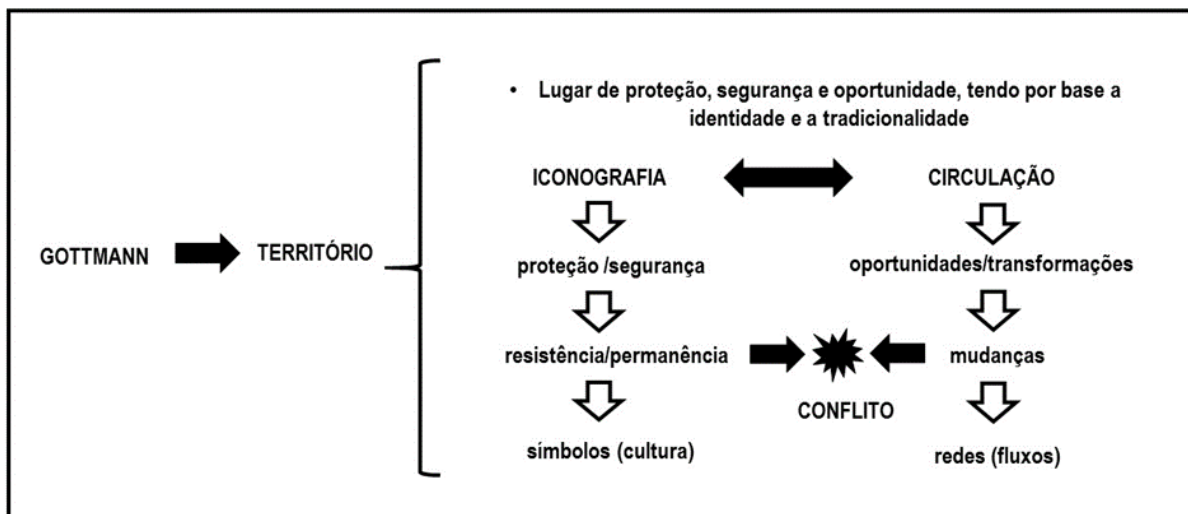 • Lugar de proteção, segurança e oportunidade, tendo por base a
identidade e a tradicionalidade
ICONOGRAFIA
CIRCULAÇÃO
GOTTMANN
TERRITÓRIO
proteção /segurança
oportunidades/transformações
resistência/permanência
mudanças
CONFLITO
símbolos (cultura)
redes (fluxos)